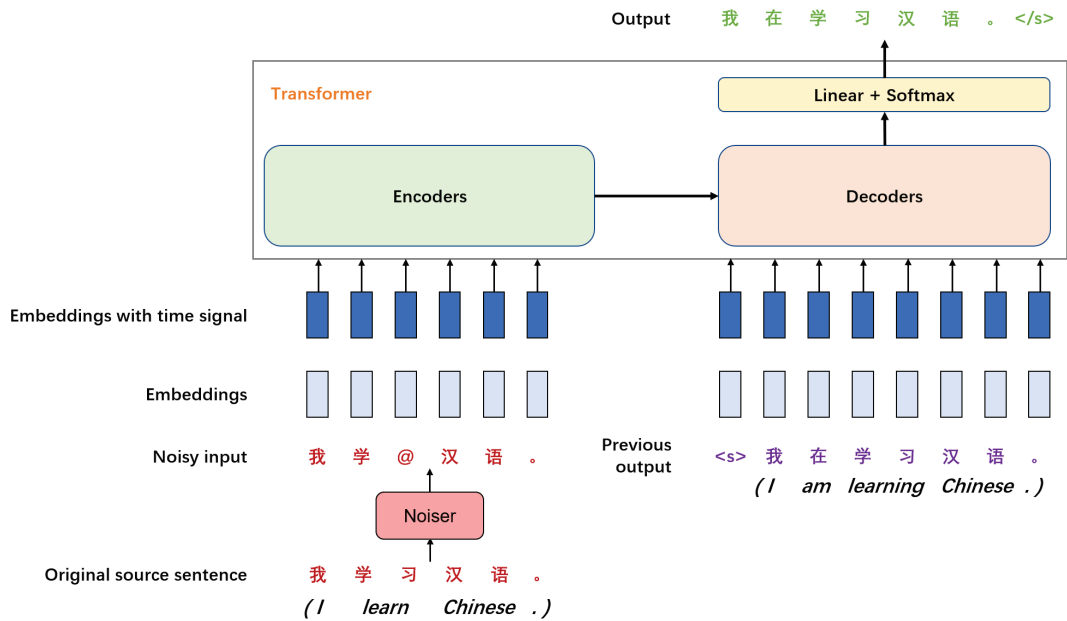 Output 我 在 学 习 汉 语 。 </s>
Transformer
Linear + Softmax
Encoders
Decoders
Embeddings with time signal
Embeddings
Noisy input 我 学 @ 汉 语 。
Previous output <s> 我 在 学 习 汉 语 。
( I am learning Chinese . )
Noiser
Original source sentence 我 学 习 汉 语 。
( I learn Chinese . )